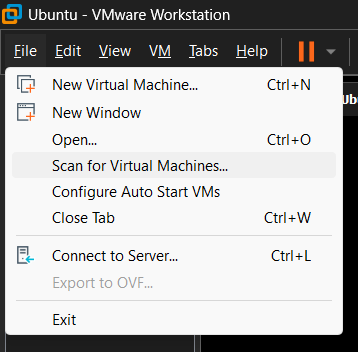 Ubuntu - VMware Workstation
File Edit View VM Tabs Help
New Virtual Machine... Ctrl+N
New Window
Open... Ctrl+O
Scan for Virtual Machines...
Configure Auto Start VMs
Close Tab Ctrl+W
Connect to Server... Ctrl+L
Export to OVF...
Exit